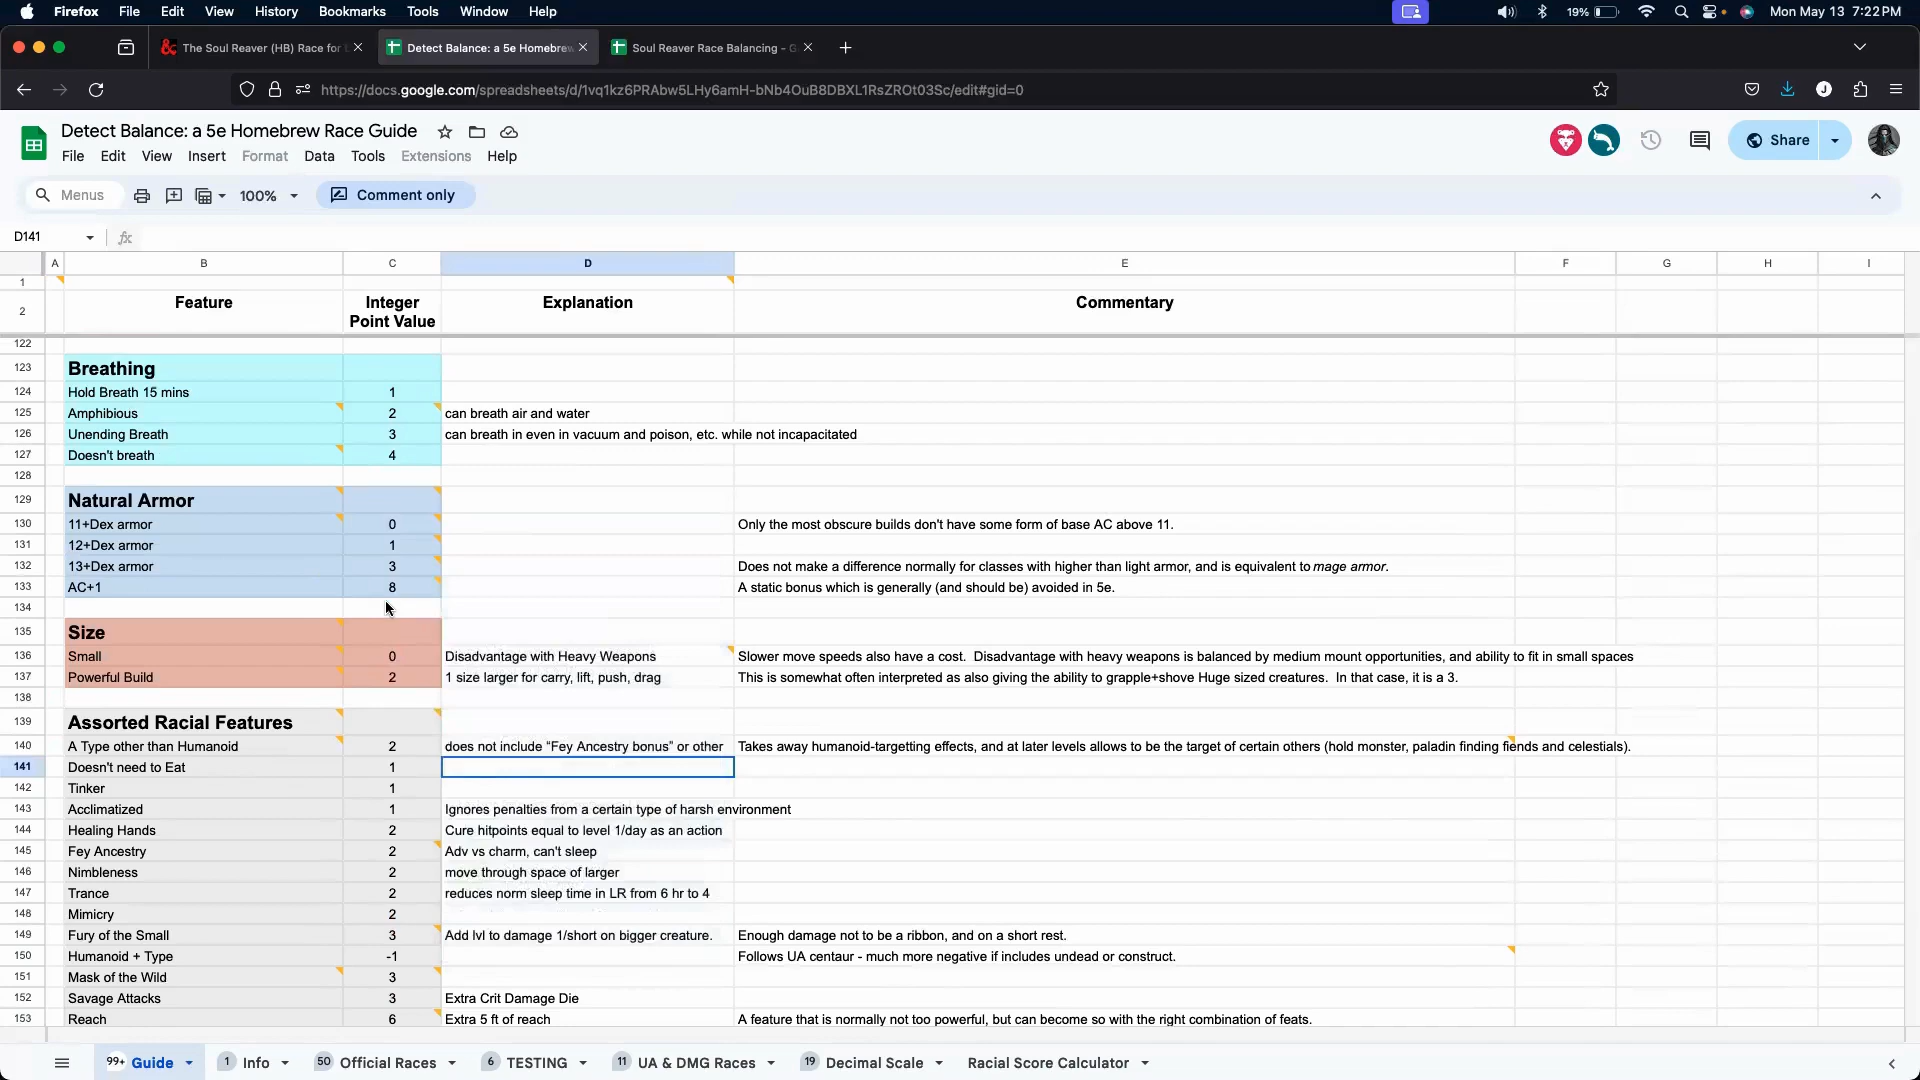 Firefox File Edit View History Bookmarks Tools Window Help 19% Mon May 13 7:22 PM
The Soul Reaver (HB) Race for Detect Balance: a 5e Homebrew Soul Reaver Race Balancing - G
https://docs.google.com/spreadsheets/d/1vq1kz6PRAbw5LHy6amH-bNb4OuB8DBXL1RsZROt03Sc/edit#gid=0
Detect Balance: a 5e Homebrew Race Guide
File Edit View Insert Format Data Tools Extensions Help
Share
Menus 100% Comment only
D141 fx
A B C D E F G H I
1
2 Feature Integer Point Value Explanation Commentary
122
123 Breathing
124 Hold Breath 15 mins 1
125 Amphibious 2 can breath air and water
126 Unending Breath 3 can breath in even in vacuum and poison, etc. while not incapacitated
127 Doesn't breath 4
128
129 Natural Armor
130 11+Dex armor 0 Only the most obscure builds don't have some form of base AC above 11.
131 12+Dex armor 1
132 13+Dex armor 3 Does not make a difference normally for classes with higher than light armor, and is equivalent to mage armor.
133 AC+1 8 A static bonus which is generally (and should be) avoided in 5e.
134
135 Size
136 Small 0 Disadvantage with Heavy Weapons Slower move speeds also have a cost. Disadvantage with heavy weapons is balanced by medium mount opportunities, and ability to fit in small spaces
137 Powerful Build 2 1 size larger for carry, lift, push, drag This is somewhat often interpreted as also giving the ability to grapple+shove Huge sized creatures. In that case, it is a 3.
138
139 Assorted Racial Features
140 A Type other than Humanoid 2 does not include “Fey Ancestry bonus” or other Takes away humanoid-targetting effects, and at later levels allows to be the target of certain others (hold monster, paladin finding fiends and celestials).
141 Doesn't need to Eat 1
142 Tinker 1
143 Acclimatized 1 Ignores penalties from a certain type of harsh environment
144 Healing Hands 2 Cure hitpoints equal to level 1/day as an action
145 Fey Ancestry 2 Adv vs charm, can't sleep
146 Nimbleness 2 move through space of larger
147 Trance 2 reduces norm sleep time in LR from 6 hr to 4
148 Mimicry 2
149 Fury of the Small 3 Add lvl to damage 1/short on bigger creature. Enough damage not to be a ribbon, and on a short rest.
150 Humanoid + Type -1 Follows UA centaur - much more negative if includes undead or construct.
151 Mask of the Wild 3
152 Savage Attacks 3 Extra Crit Damage Die
153 Reach 6 Extra 5 ft of reach A feature that is normally not too powerful, but can become so with the right combination of feats.
99+ Guide 1 Info 50 Official Races 6 TESTING 11 UA & DMG Races 19 Decimal Scale Racial Score Calculator